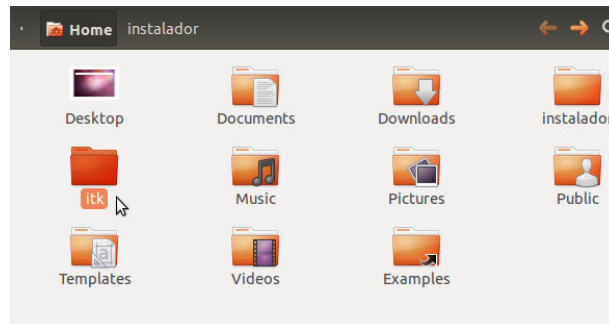 Home instalador
Desktop Documents Downloads instalador
itk Music Pictures Public
Templates Videos Examples